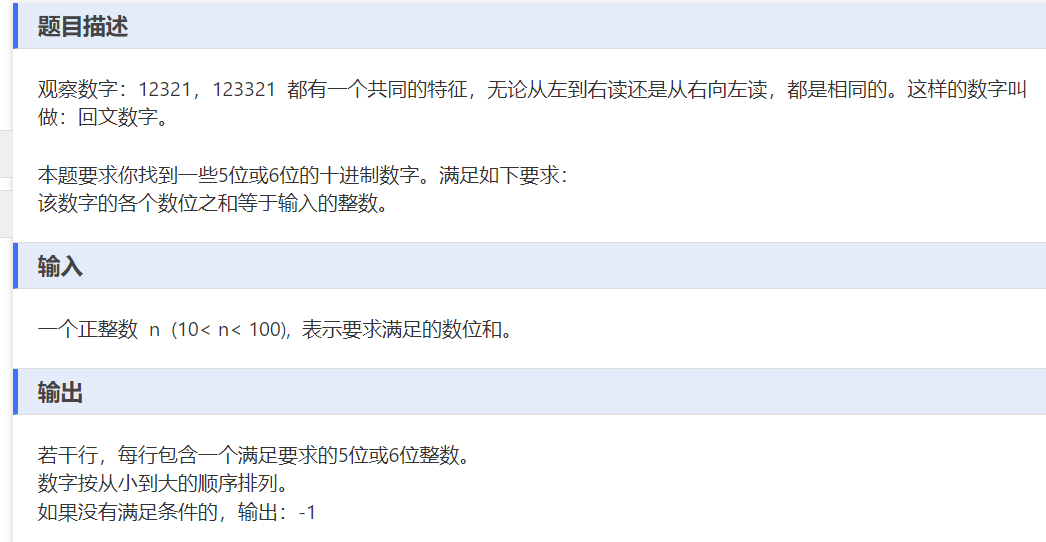 题目描述
观察数字：12321，123321 都有一个共同的特征，无论从左到右读还是从右向左读，都是相同的。这样的数字叫
做：回文数字。
本题要求你找到一些5位或6位的十进制数字。满足如下要求：
该数字的各个数位之和等于输入的整数。
输入
一个正整数 n (10< n< 100), 表示要求满足的数位和。
输出
若干行，每行包含一个满足要求的5位或6位整数。
数字按从小到大的顺序排列。
如果没有满足条件的，输出：-1